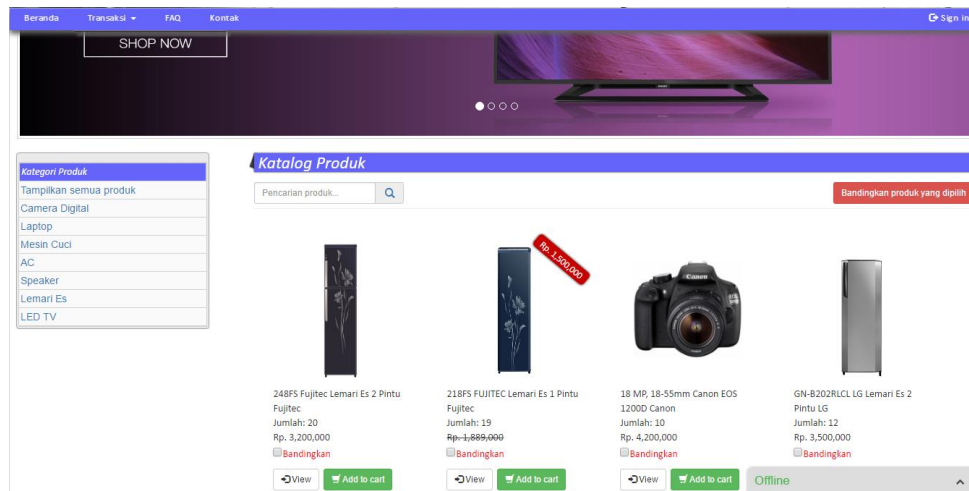 Beranda Transaksi FAQ Kontak Sign in
SHOP NOW
Kategori Produk
Tampilkan semua produk
Camera Digital
Laptop
Mesin Cuci
AC
Speaker
Lemari Es
LED TV
Katalog Produk
Pencarian produk...
Bandingkan produk yang dipilih
248FS Fujitec Lemari Es 2 Pintu
Fujitec
Jumlah: 20
Rp. 3,200,000
Bandingkan
View Add to cart
Rp. 1,500,000
218FS FUJITEC Lemari Es 1 Pintu
Fujitec
Jumlah: 19
Rp. 1,889,000
Bandingkan
View Add to cart
Canon
18 MP, 18-55mm Canon EOS
1200D Canon
Jumlah: 10
Rp. 4,200,000
Bandingkan
View Add to cart
GN-B202RLCL LG Lemari Es 2
Pintu LG
Jumlah: 12
Rp. 3,500,000
Bandingkan
Offline